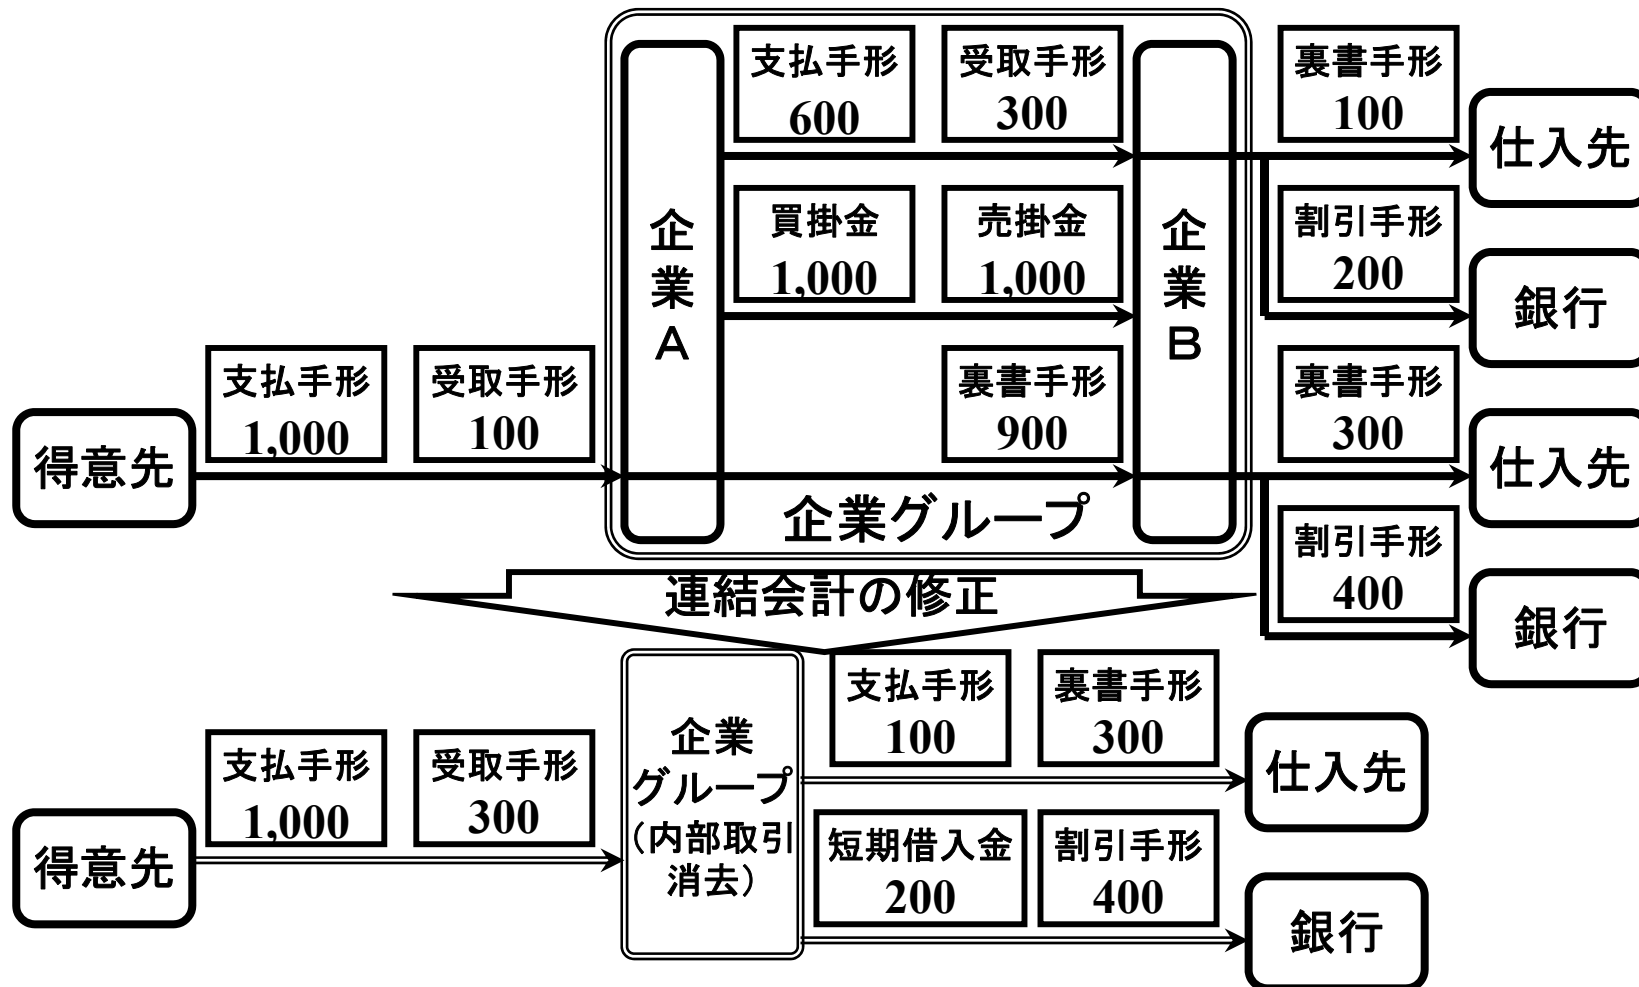 支払手形
600
受取手形
300
裏書手形
100
仕入先
買掛金
1,000
売掛金
1,000
割引手形
200
銀行
企業A
企業B
支払手形
1,000
受取手形
100
裏書手形
900
裏書手形
300
得意先
仕入先
企業グループ
割引手形
400
銀行
連結会計の修正
支払手形
100
裏書手形
300
仕入先
支払手形
1,000
受取手形
300
企業
グループ
(内部取引
消去)
得意先
短期借入金
200
割引手形
400
銀行